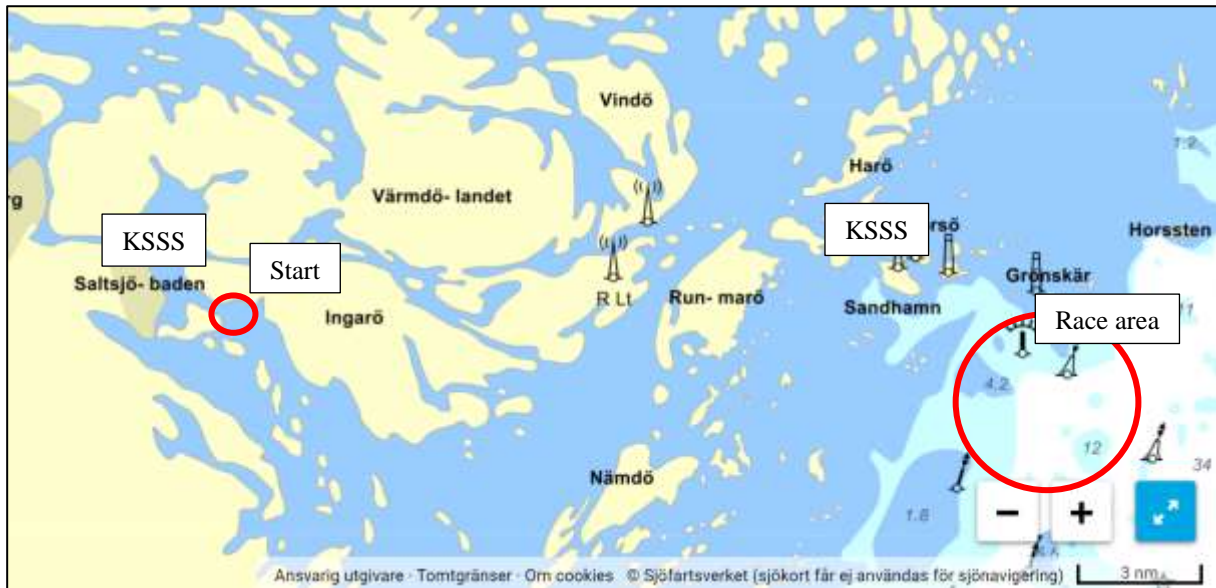 1.2
Vindö
Harö
rg
Värmdö- landet
KSSS
KSSS
rsö
Horssten
Start
Saltsjö- baden
R Lt
Run- marö
Grönskär
Sandhamn
11
Ingarö
Race area
4.2
12
34
Nämdö
1.8
− +
Ansvarig utgivare · Tomtgränser · Om cookies © Sjöfartsverket (sjökort får ej användas för sjönavigering)
3 nm